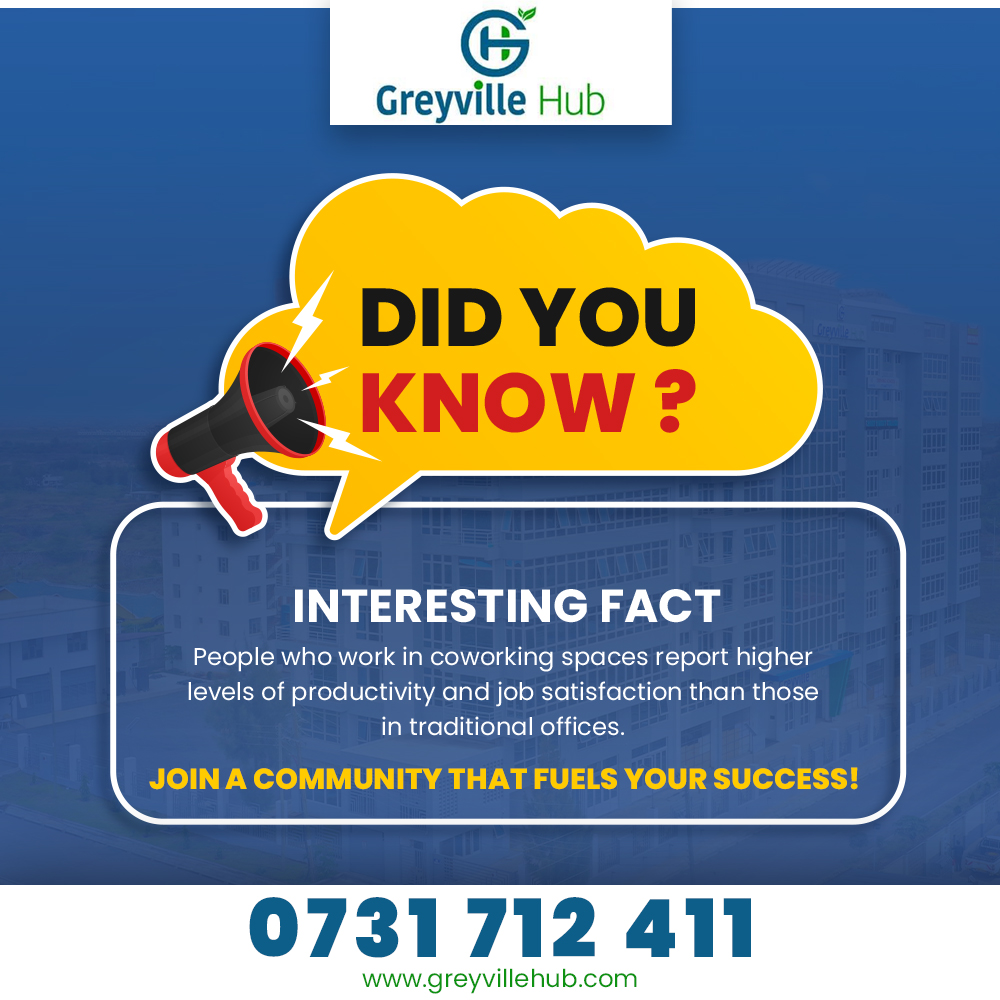 Greyville Hub
DID YOU
KNOW ?
Greyville
INTERESTING FACT
People who work in coworking spaces report higher
levels of productivity and job satisfaction than those
in traditional offices.
JOIN A COMMUNITY THAT FUELS YOUR SUCCESS!
0731 712 411
www.greyvillehub.com